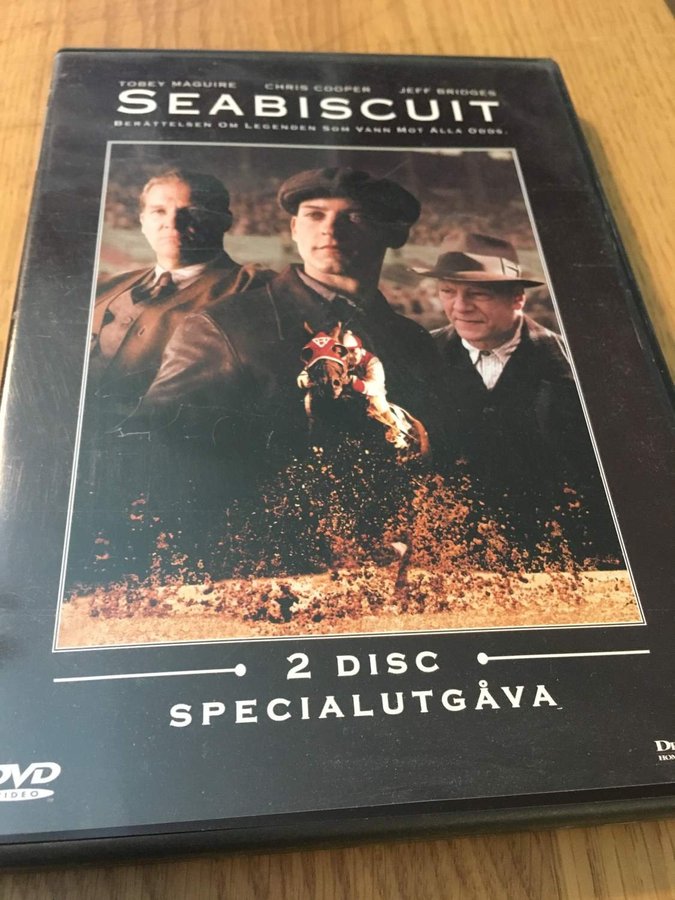 TOBEY MAGUIRE CHRIS COOPER JEFF BRIDGES
SEABISCUIT
BERÄTTELSEN OM LEGENDEN SOM VANN MOT ALLA ODDS.
2 DISC
SPECIALUTGÅVA
DVD
VIDEO